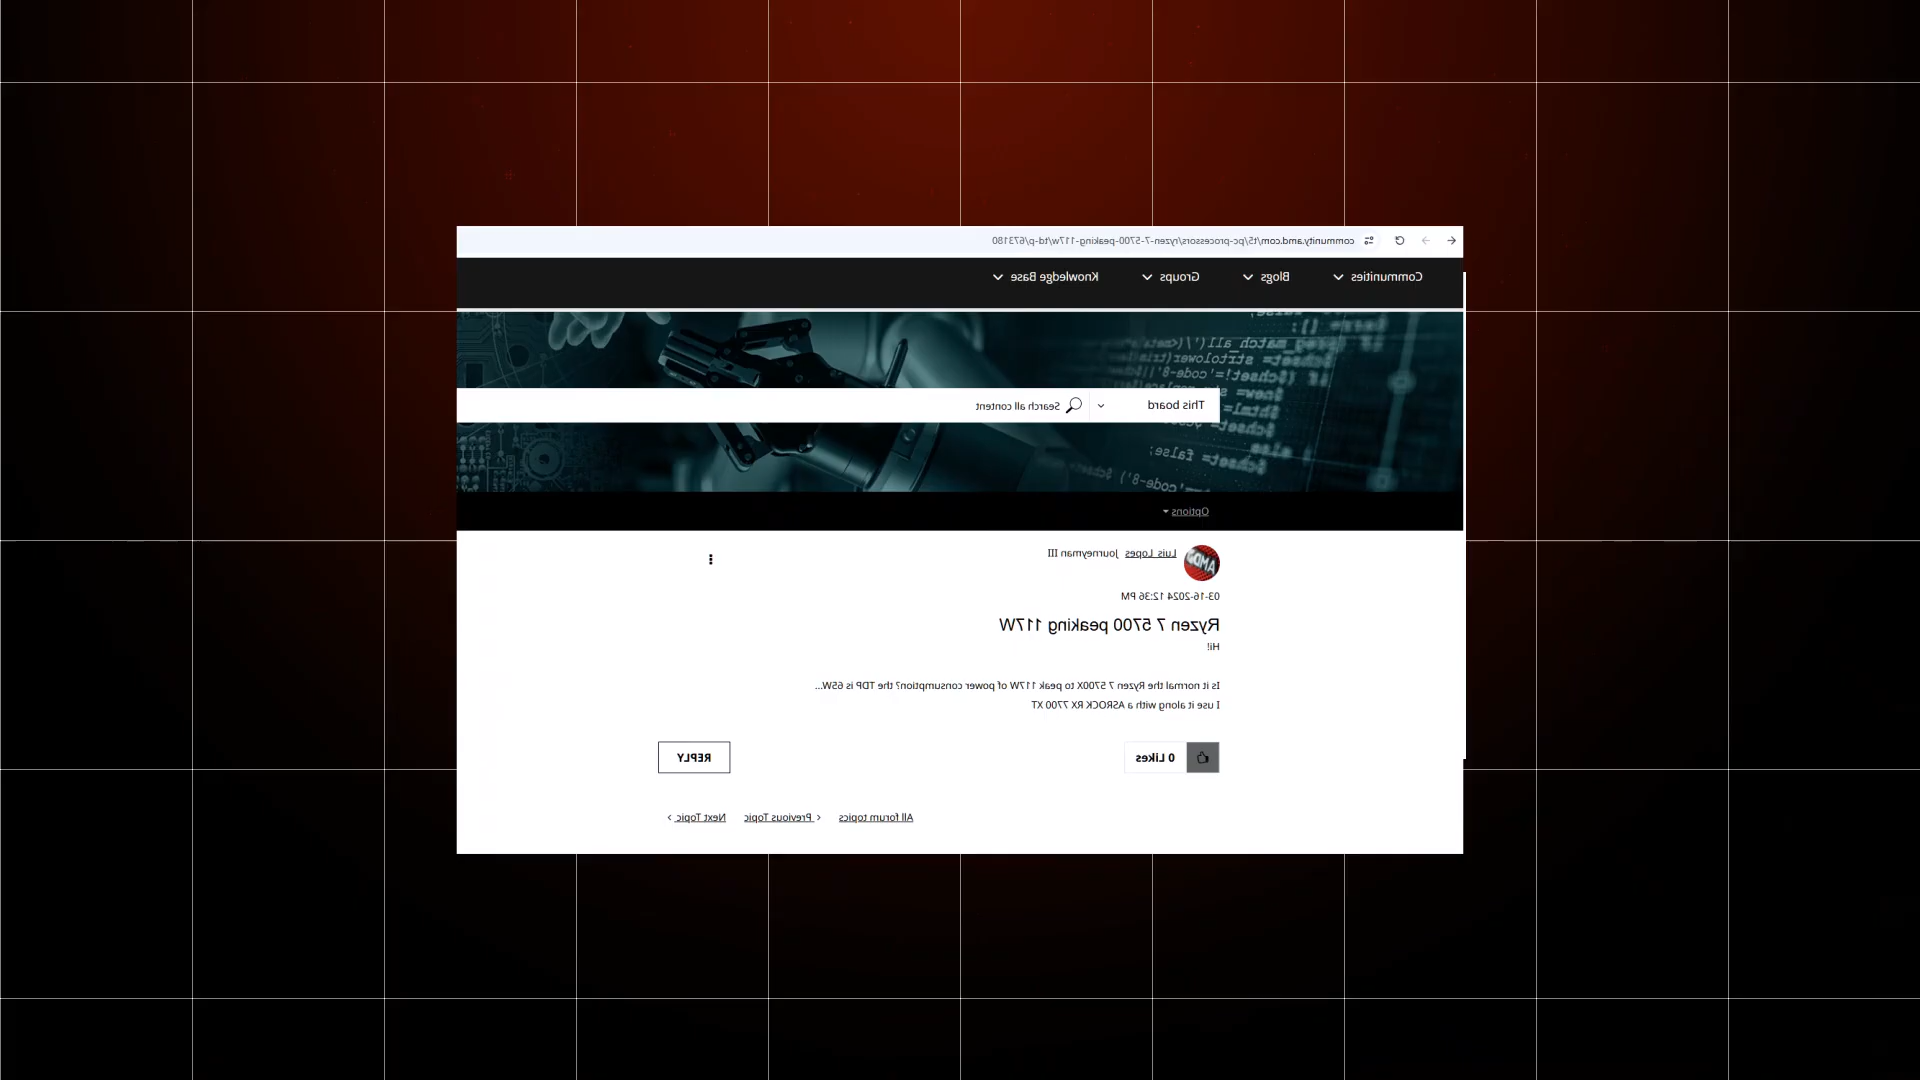 community.amd.com/t5/pc-processors/ryzen-7-5700-peaking-117w/td-p/673180
Communities Blogs Groups Knowledge Base
This board Search all content
Options
Luis_Lopes Journeyman III
03-16-2024 12:36 PM
Ryzen 7 5700 peaking 117W
Hi!
Is it normal the Ryzen 7 5700X to peak 117W of power consumption? the TDP is 65W...
I use it along with a ASROCK RX 7700 XT
0 Likes REPLY
All forum topics Previous Topic Next Topic